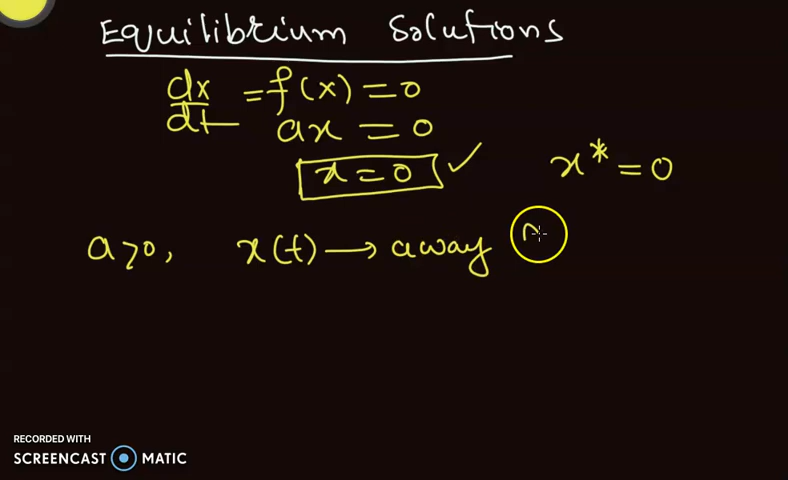 Equilibrium Solutions
dx/dt = f(x) = 0
ax = 0
x = 0 ✓ x* = 0
a>0, x(t) → away
RECORDED WITH
SCREENCAST MATIC